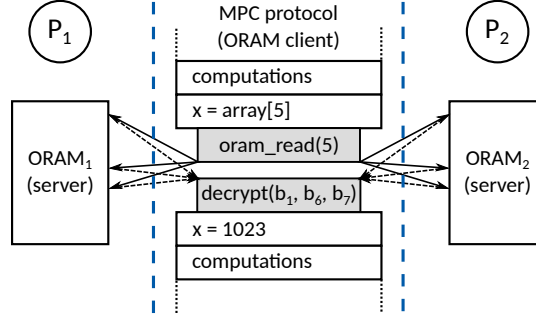 P₁
MPC protocol
(ORAM client)
P₂
computations
x = array[5]
oram_read(5)
ORAM₁
(server)
ORAM₂
(server)
decrypt(b₁, b₆, b₇)
x = 1023
computations